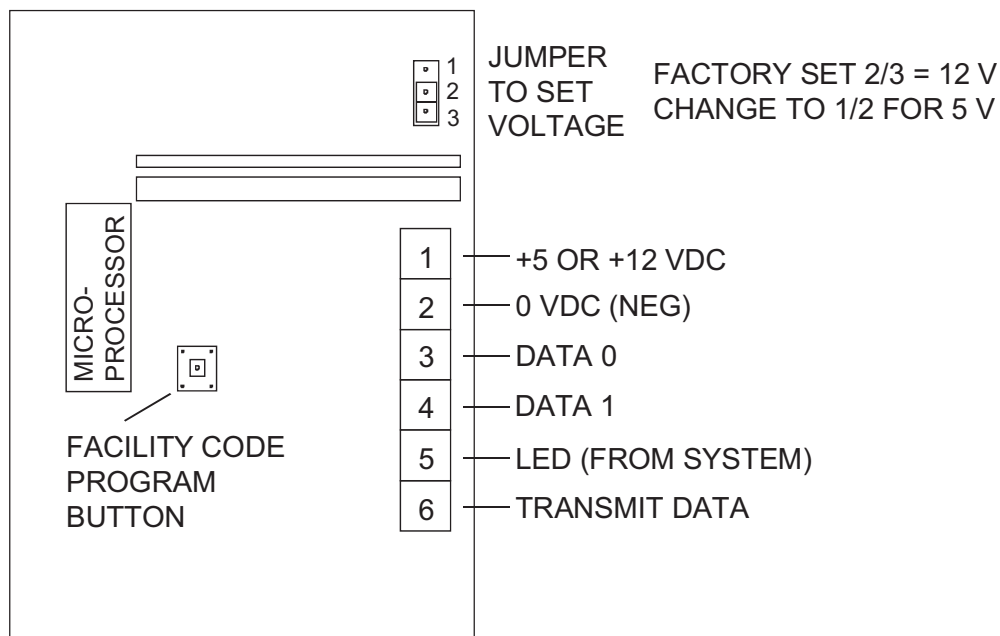 1
2
3
JUMPER
TO SET
VOLTAGE
FACTORY SET 2/3 = 12 V
CHANGE TO 1/2 FOR 5 V
MICRO-
PROCESSOR
1 +5 OR +12 VDC
2 0 VDC (NEG)
3 DATA 0
4 DATA 1
5 LED (FROM SYSTEM)
6 TRANSMIT DATA
FACILITY CODE
PROGRAM
BUTTON